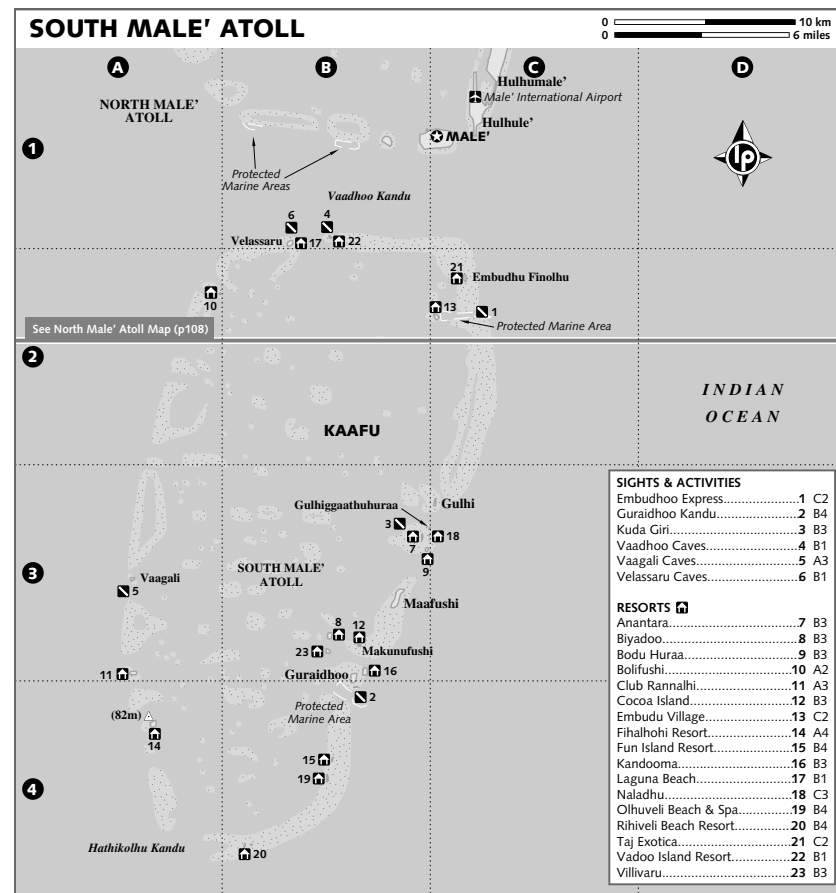 SOUTH MALE' ATOLL
0 10 km
0 6 miles
A
B
C
D
NORTH MALE'
ATOLL
Hulhumale'
Male' International Airport
Hulhule'
MALE'
1
Protected
Marine Areas
lp
Vaadhoo Kandu
6
4
Velassaru
17
22
21
Embudhu Finolhu
10
13
1
Protected Marine Area
See North Male' Atoll Map (p108)
2
INDIAN
OCEAN
KAAFU
Gulhiggaathuhuraa
Gulhi
3
7
18
9
3
Vaagali
5
SOUTH MALE'
ATOLL
Maafushi
8
12
23
Makunufushi
11
Guraidhoo
16
2
(82m)
Protected
Marine Area
14
15
4
19
Hathikolhu Kandu
20
SIGHTS & ACTIVITIES
Embudhoo Express.....................1 C2
Guraidhoo Kandu.......................2 B4
Kuda Giri....................................3 B3
Vaadhoo Caves...........................4 B1
Vaagali Caves.............................5 A3
Velassaru Caves..........................6 B1
RESORTS
Anantara....................................7 B3
Biyadoo......................................8 B3
Bodu Huraa................................9 B3
Bolifushi...................................10 A2
Club Rannalhi...........................11 A3
Cocoa Island.............................12 B3
Embudu Village.........................13 C2
Fihalhohi Resort........................14 A4
Fun Island Resort.......................15 B4
Kandooma................................16 B3
Laguna Beach...........................17 B1
Naladhu....................................18 C3
Olhuveli Beach & Spa................19 B4
Rihiveli Beach Resort..................20 B4
Taj Exotica................................21 C2
Vadoo Island Resort...................22 B1
Villivaru....................................23 B3